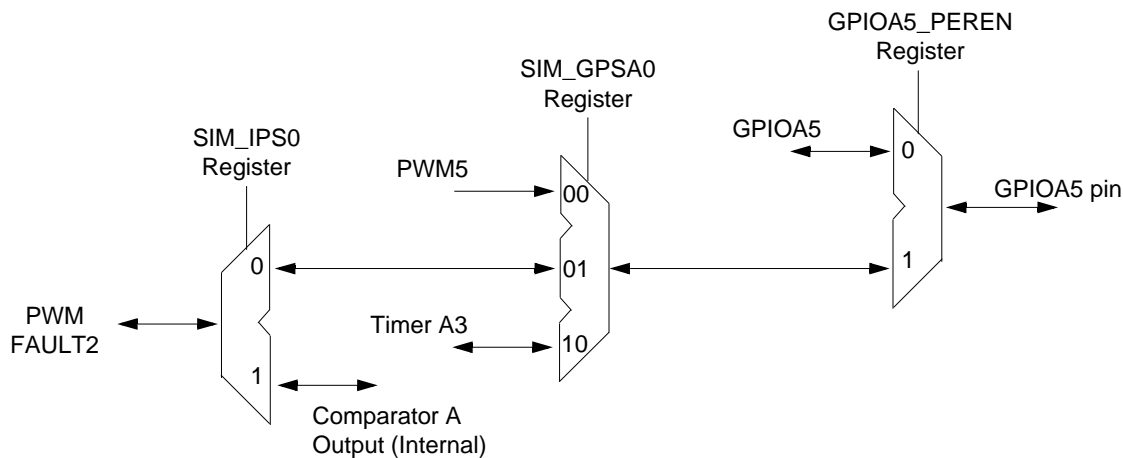 GPIOA5_PEREN
Register
SIM_GPSA0
Register
SIM_IPS0
Register
GPIOA5
0
GPIOA5 pin
PWM5
00
0
01
1
PWM
FAULT2
Timer A3
10
1
Comparator A
Output (Internal)